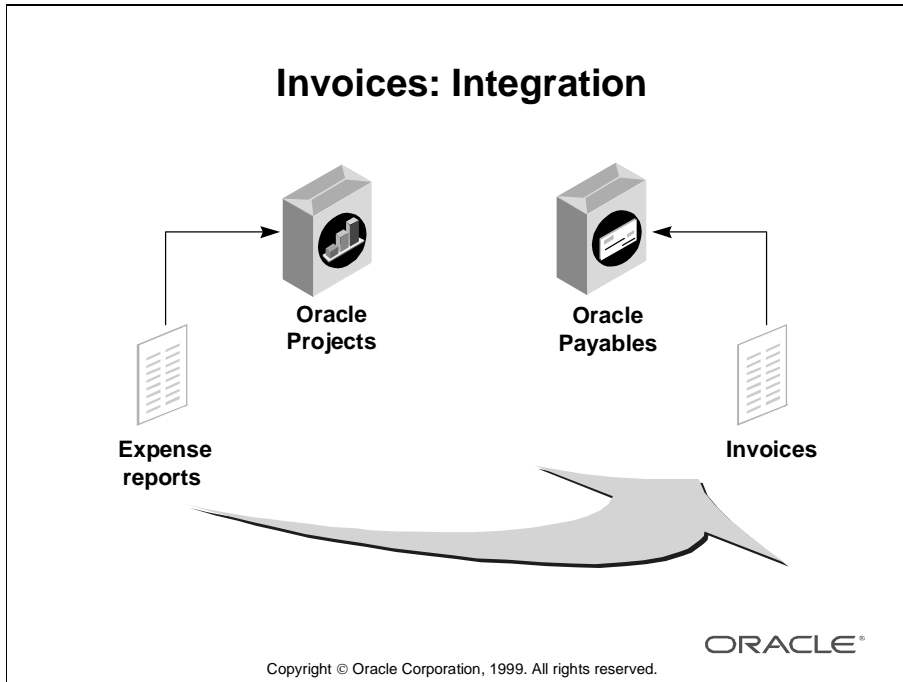 Invoices: Integration
Oracle
Projects
Oracle
Payables
Expense
reports
Invoices
ORACLE®
Copyright © Oracle Corporation, 1999. All rights reserved.